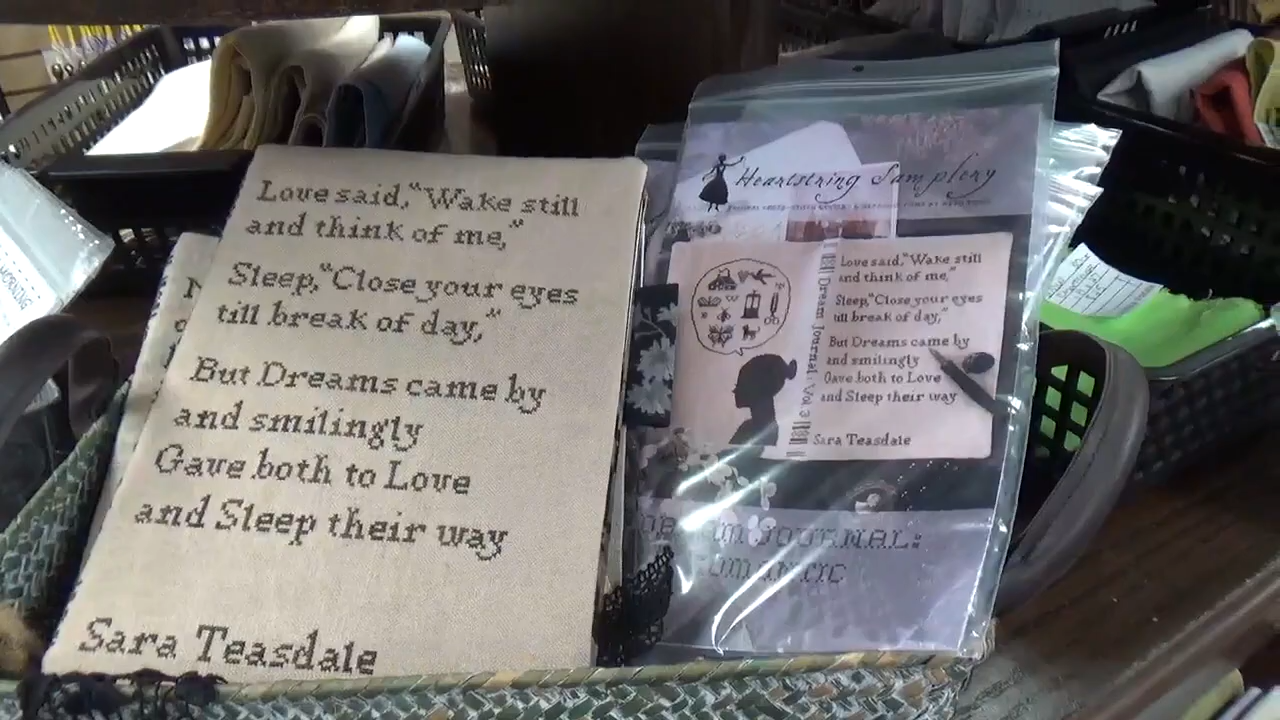 Love said, "Wake still
and think of me,"
Sleep, "Close your eyes
till break of day,"
But Dreams came by
and smilingly
Gave both to Love
and Sleep their way
Sara Teasdale
Heartstring Samplery
Dream Journal: Vol 3
Love said, "Wake still
and think of me,"
Sleep, "Close your eyes
till break of day,"
But Dreams came by
and smilingly
Gave both to Love
and Sleep their way
Sara Teasdale
JOURNAL:
MORNING